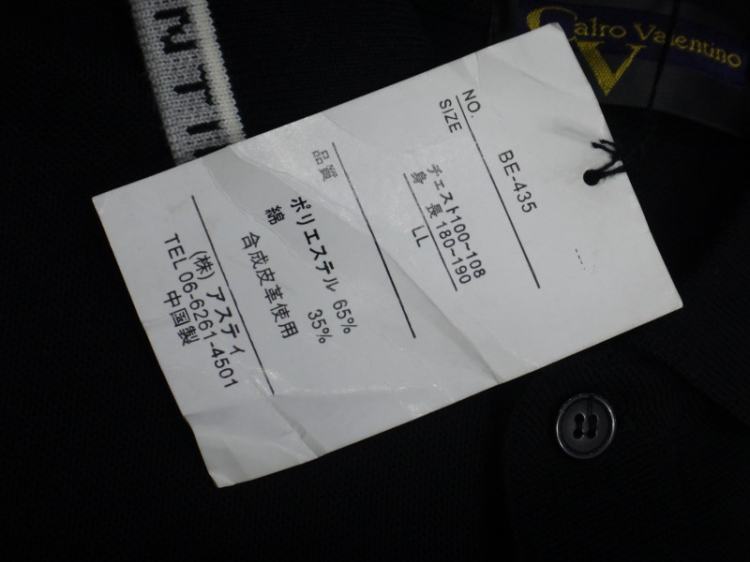 Calro Valentino
V
NTI
NO. BE-435
SIZE
チェスト100~108
身 長180~190
LL
品質
ポリエステル 65%
綿 35%
合成皮革使用
(株)アスティ
TEL 06-6261-4501
中国製